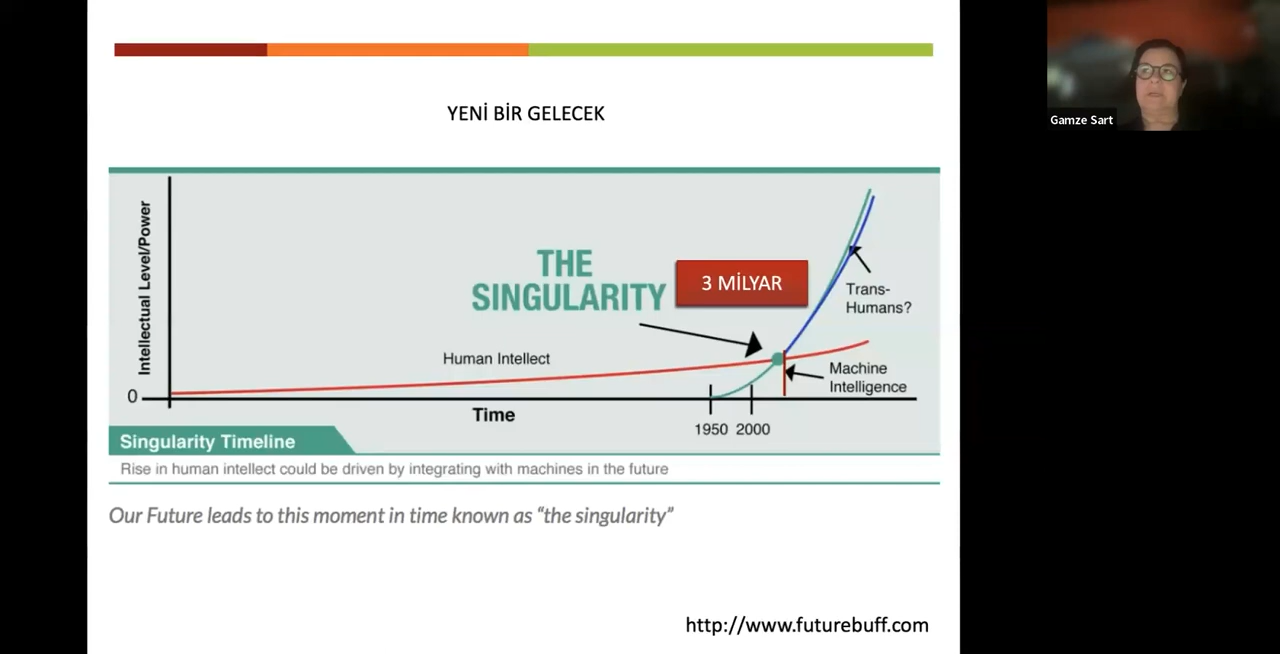 YENİ BİR GELECEK
Gamze Sart
Intellectual Level/Power
THE
SINGULARITY
3 MİLYAR
Trans-
Humans?
Human Intellect
Machine
Intelligence
0
Time
1950 2000
Singularity Timeline
Rise in human intellect could be driven by integrating with machines in the future
Our Future leads to this moment in time known as “the singularity”
http://www.futurebuff.com